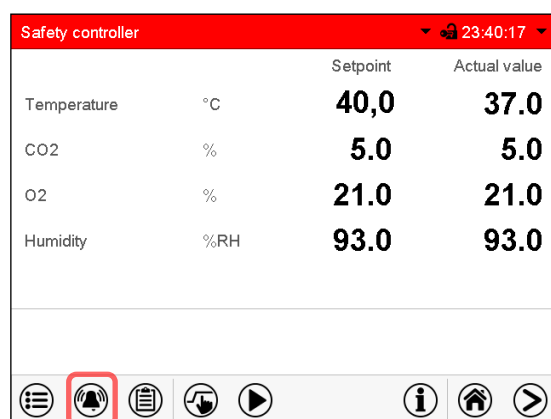 Safety controller 23:40:17
Setpoint Actual value
Temperature °C 40,0 37.0
CO2 % 5.0 5.0
O2 % 21.0 21.0
Humidity %RH 93.0 93.0